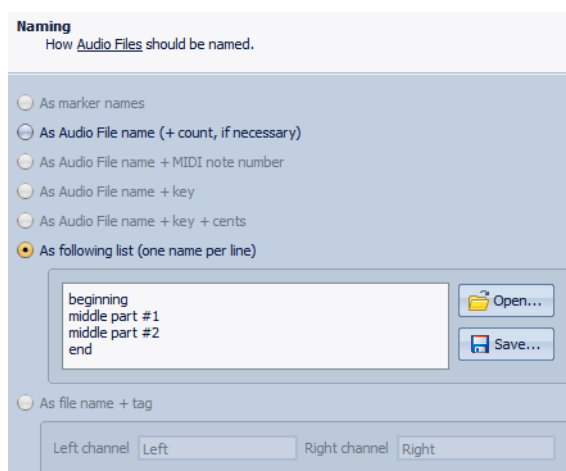 Naming
How Audio Files should be named.
As marker names
As Audio File name (+ count, if necessary)
As Audio File name + MIDI note number
As Audio File name + key
As Audio File name + key + cents
As following list (one name per line)
beginning
middle part #1
middle part #2
end
Open...
Save...
As file name + tag
Left channel Left Right channel Right